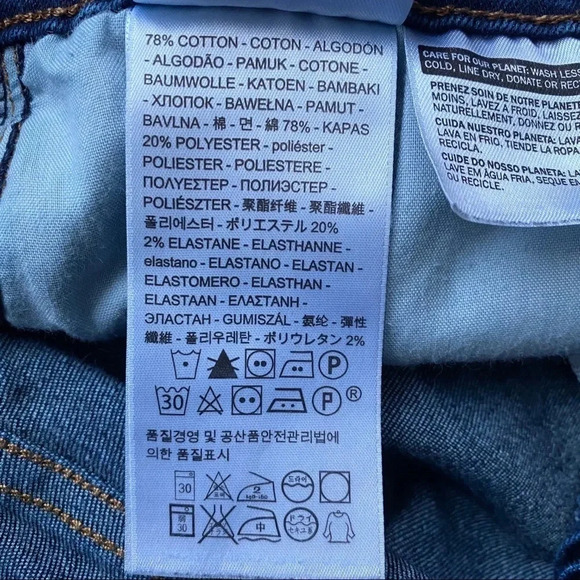 78% COTTON - COTON - ALGODÓN
- ALGODÃO - PAMUK - COTONE -
BAUMWOLLE - KATOEN - BAMBAKI
- ХЛОПОК - BAWEŁNA - PAMUT -
BAVLNA - 棉 - 면 - 綿 78% - KAPAS
20% POLYESTER - poliéster -
POLIESTER - POLIESTERE -
ΠΟΛΥΕΣΤΕΡ - ПОЛИЭСТЕР -
POLIÉSZTER - 聚酯纤维 - 聚酯纖維 -
폴리에스터 - ポリエステル 20%
2% ELASTANE - ELASTHANNE -
elastano - ELASTANO - ELASTAN -
ELASTOMERO - ELASTHAN -
ELASTAAN - ΕΛΑΣΤΑΝΗ -
ЭЛАСТАН - GUMISZÁL - 氨纶 - 彈性
纖維 - 폴리우레탄 - ポリウレタン 2%
P
30 P ®
품질경영 및 공산품안전관리법에
의한 품질표시
30 2
弱 30 中 ドライ
CARE FOR OUR PLANET: WASH LESS
COLD, LINE DRY, DONATE OR
PRENEZ SOIN DE NOTRE
MOINS, LAVEZ À FROID,
NATURELLEMENT, DONNEZ OU
CUIDA NUESTRO PLANETA:
LAVA EN FRÍO, TIENDE LA ROPA
RECICLA.
CUIDE DO NOSSO PLANETA:
LAVE EM ÁGUA FRIA, SEQUE
OU RECICLE.